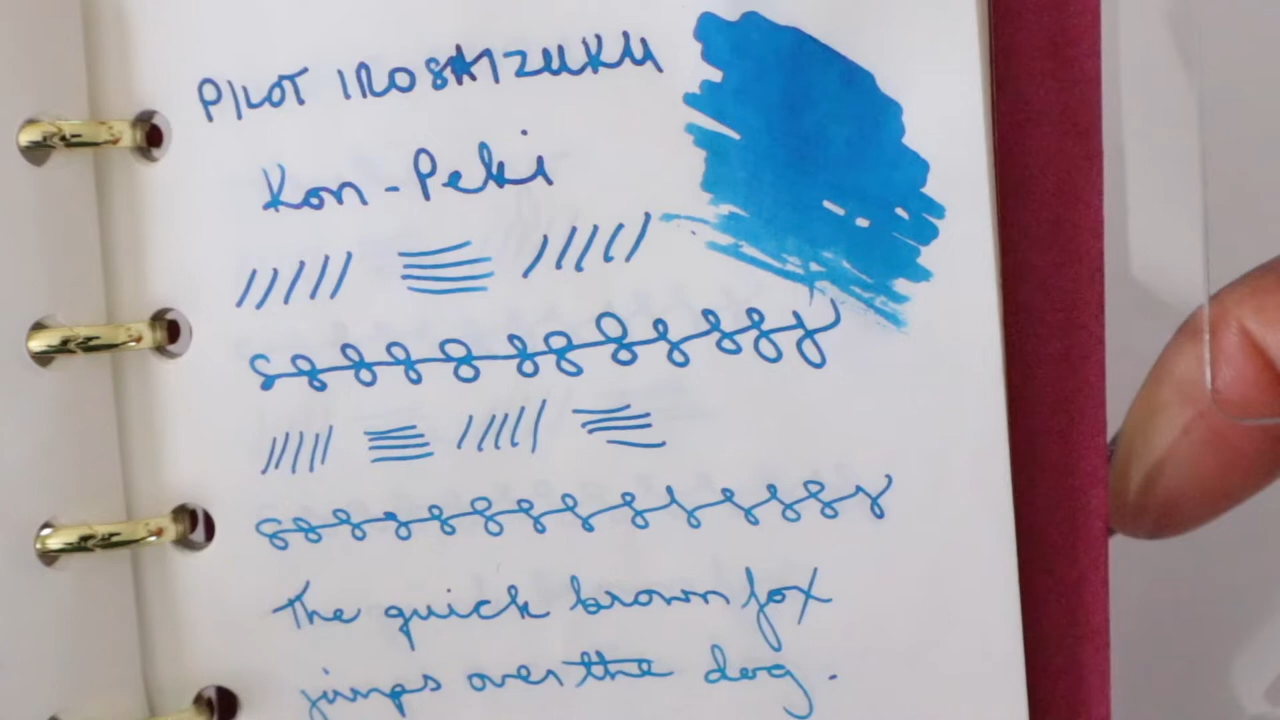 PILOT IROSHIZUKU
Kon-Peki
the quick brown fox
jumps over the dog.